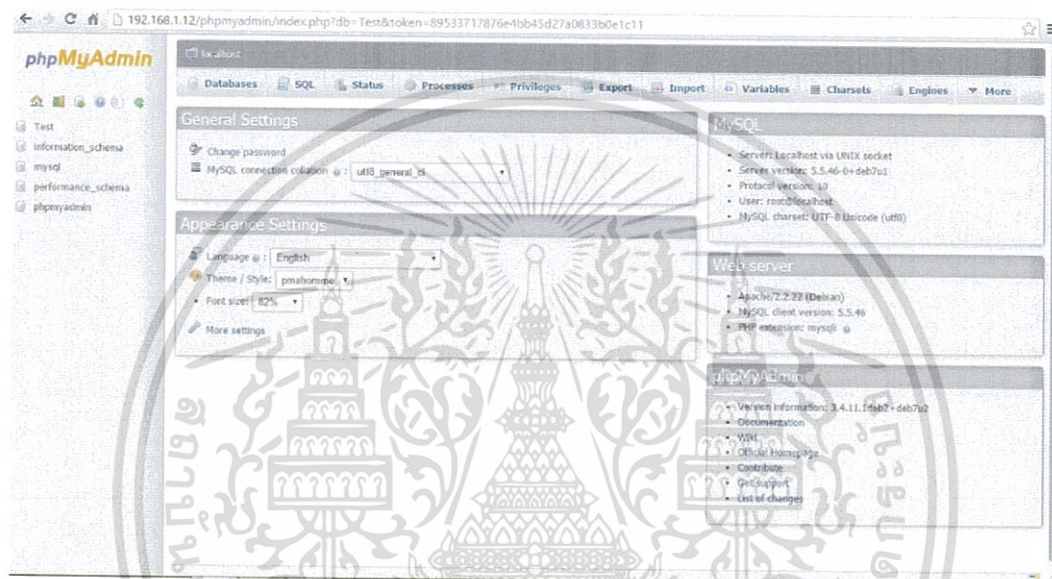 192.168.1.12/phpmyadmin/index.php?db=Test&token=89533717876e4bb45d27a0833b0e1c11
phpMyAdmin
Test
information_schema
mysql
performance_schema
phpmyadmin
localhost
Databases SQL Status Processes Privileges Export Import Variables Charsets Engines More
General Settings
Change password
MySQL connection collation : utf8_general_ci
Appearance Settings
Language : English
Theme / Style: pmahomme
Font size: 82%
More settings
MySQL
Server: Localhost via UNIX socket
Server version: 5.5.46-0+deb7u1
Protocol version: 10
User: root@localhost
MySQL charset: UTF-8 Unicode (utf8)
Web server
Apache/2.2.22 (Debian)
MySQL client version: 5.5.46
PHP extension: mysqli
phpMyAdmin
Version information: 3.4.11.1deb2+deb7u2
Documentation
Wiki
Official Homepage
Contribute
Get support
List of changes